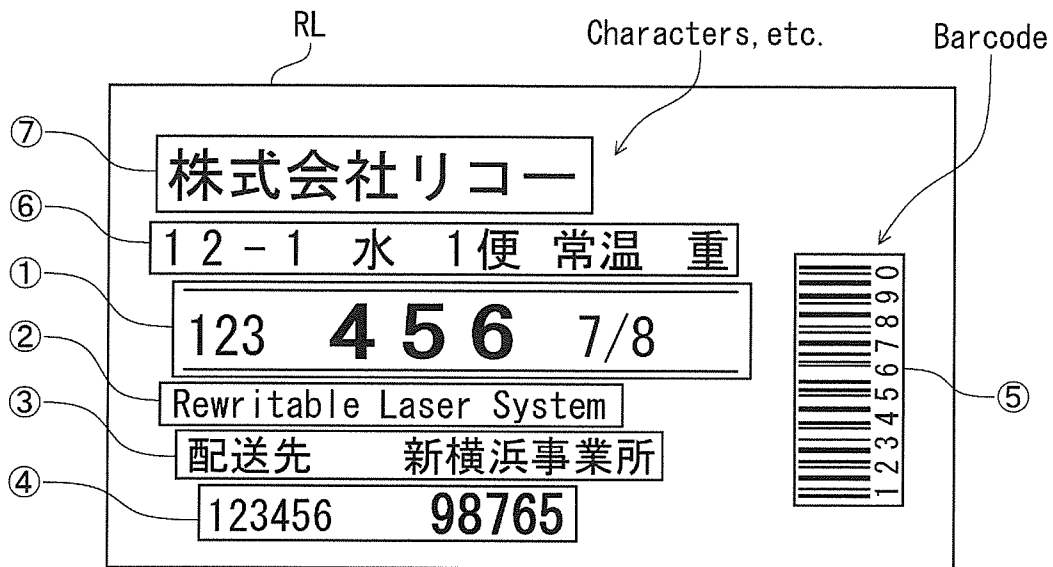 RL
Characters, etc.
Barcode
⑦
株式会社リコー
⑥
12-1 水 1便 常温 重
①
123 456 7/8
②
Rewritable Laser System
③
配送先 新横浜事業所
④
123456 98765
1234567890
⑤